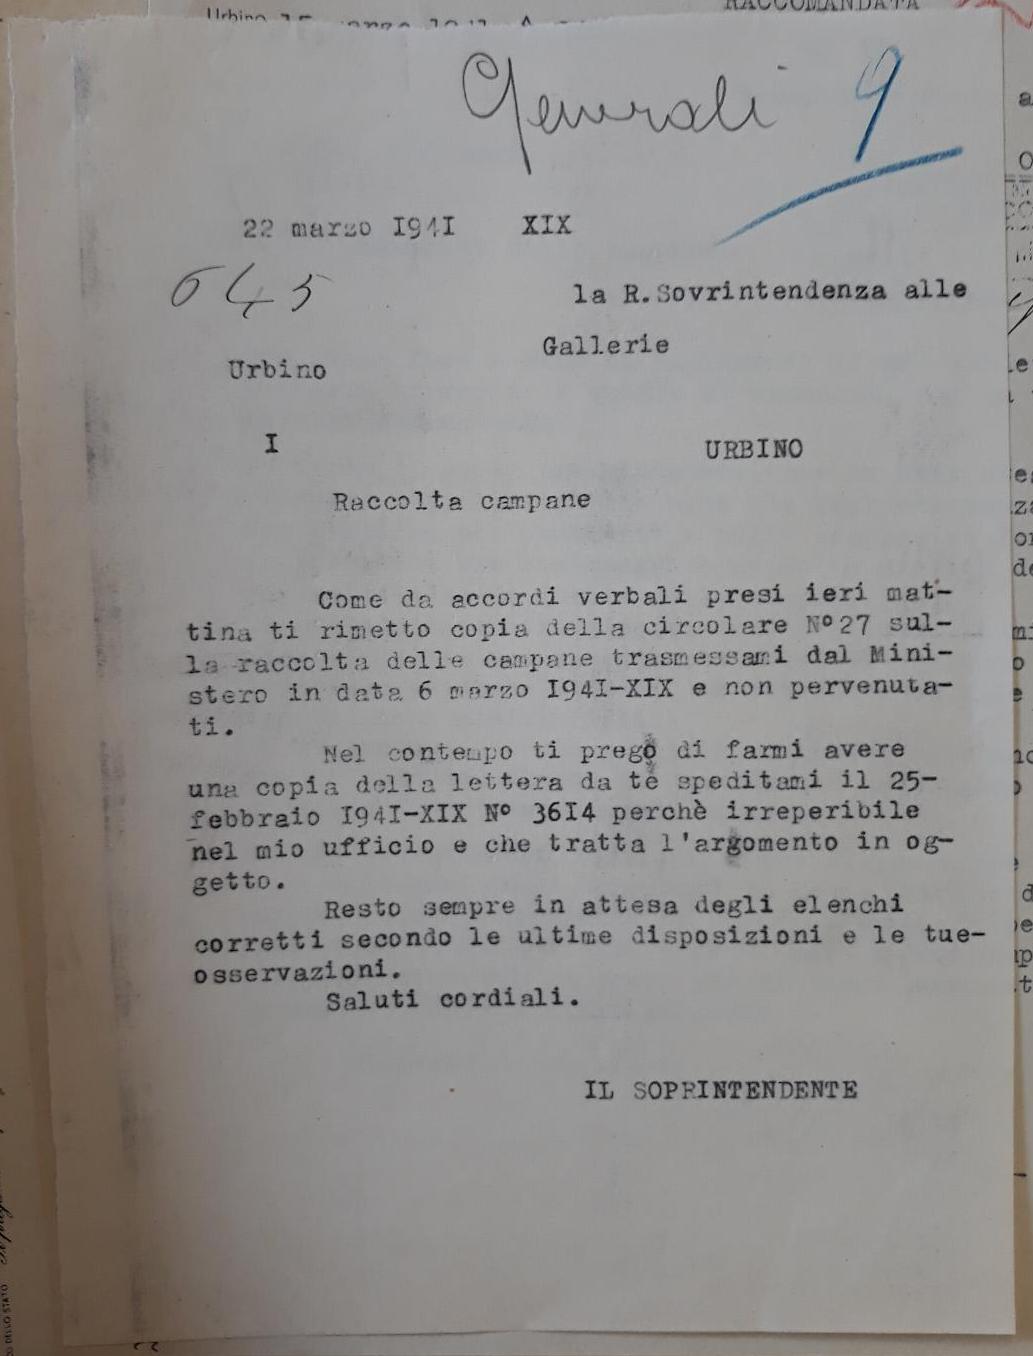 RACCOMANDATA
Generali 9
22 marzo I94I XIX
645
la R.Sovrintendenza alle
Gallerie
Urbino
I
URBINO
Raccolta campane
Come da accordi verbali presi ieri mat-
tina ti rimetto copia della circolare N°27 sul-
la raccolta delle campane trasmessami dal Mini-
stero in data 6 marzo I94I-XIX e non pervenuta-
ti.
Nel contempo ti prego di farmi avere
una copia della lettera da te speditami il 25-
febbraio I94I-XIX N° 36I4 perchè irreperibile
nel mio ufficio e che tratta l'argomento in og-
getto.
Resto sempre in attesa degli elenchi
corretti secondo le ultime disposizioni e le tue-
osservazioni.
Saluti cordiali.
IL SOPRINTENDENTE